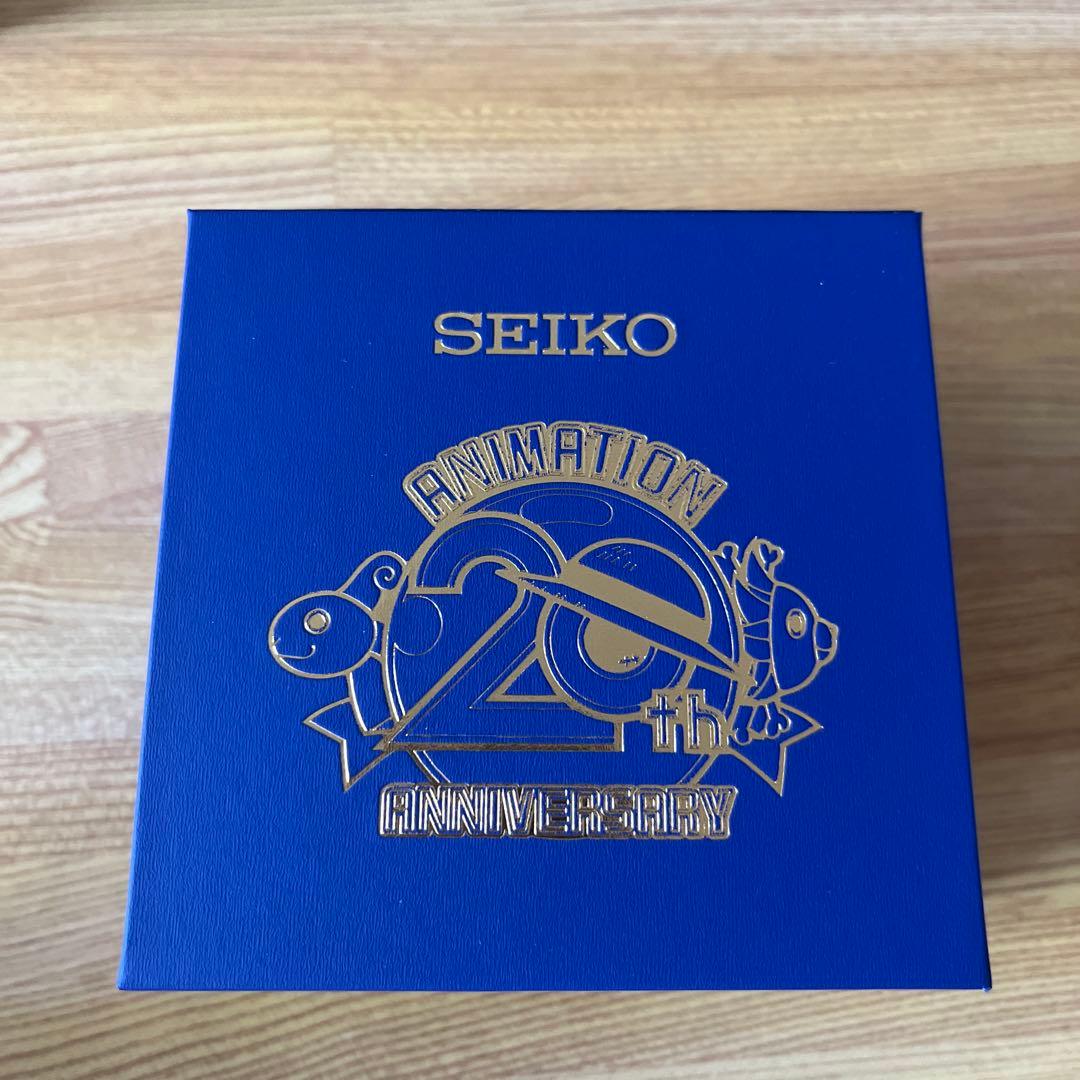 SEIKO
ANIMATION
20th
ANNIVERSARY